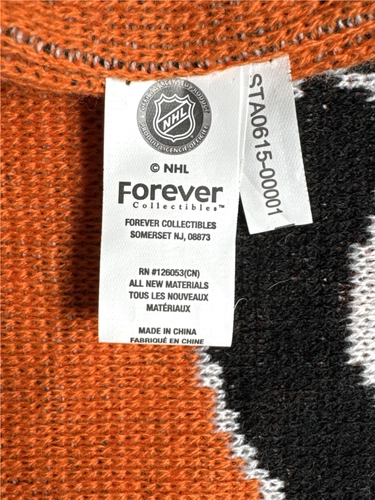 NHL
© NHL
Forever
Collectibles™
FOREVER COLLECTIBLES
SOMERSET NJ, 08873
RN #126053(CN)
ALL NEW MATERIALS
TOUS LES NOUVEAUX
MATÉRIAUX
MADE IN CHINA
FABRIQUÉ EN CHINE
STA0615-00001